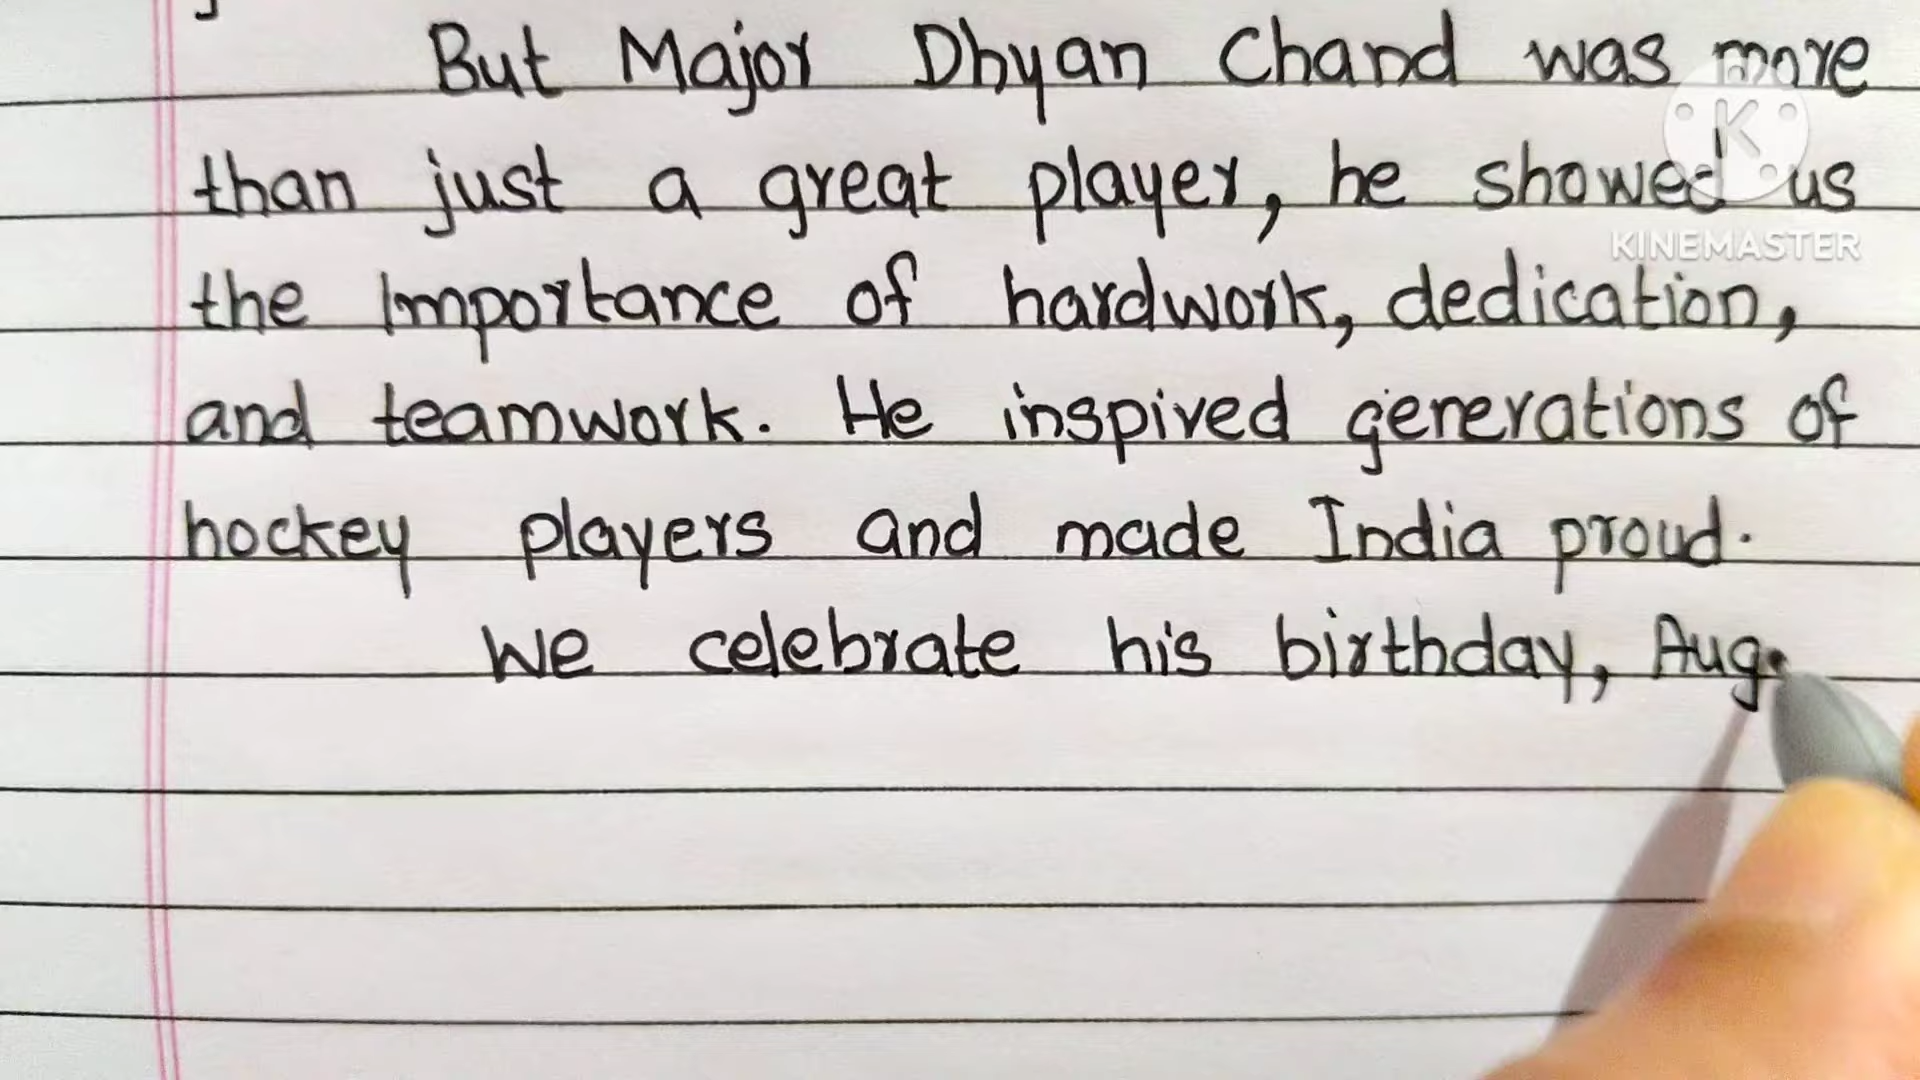 But Major Dhyan Chand was more
than just a great player, he showed us
the Importance of hardwork, dedication,
and teamwork. He inspired generations of
hockey players and made India proud.
We celebrate his birthday, Aug
K
KINEMASTER